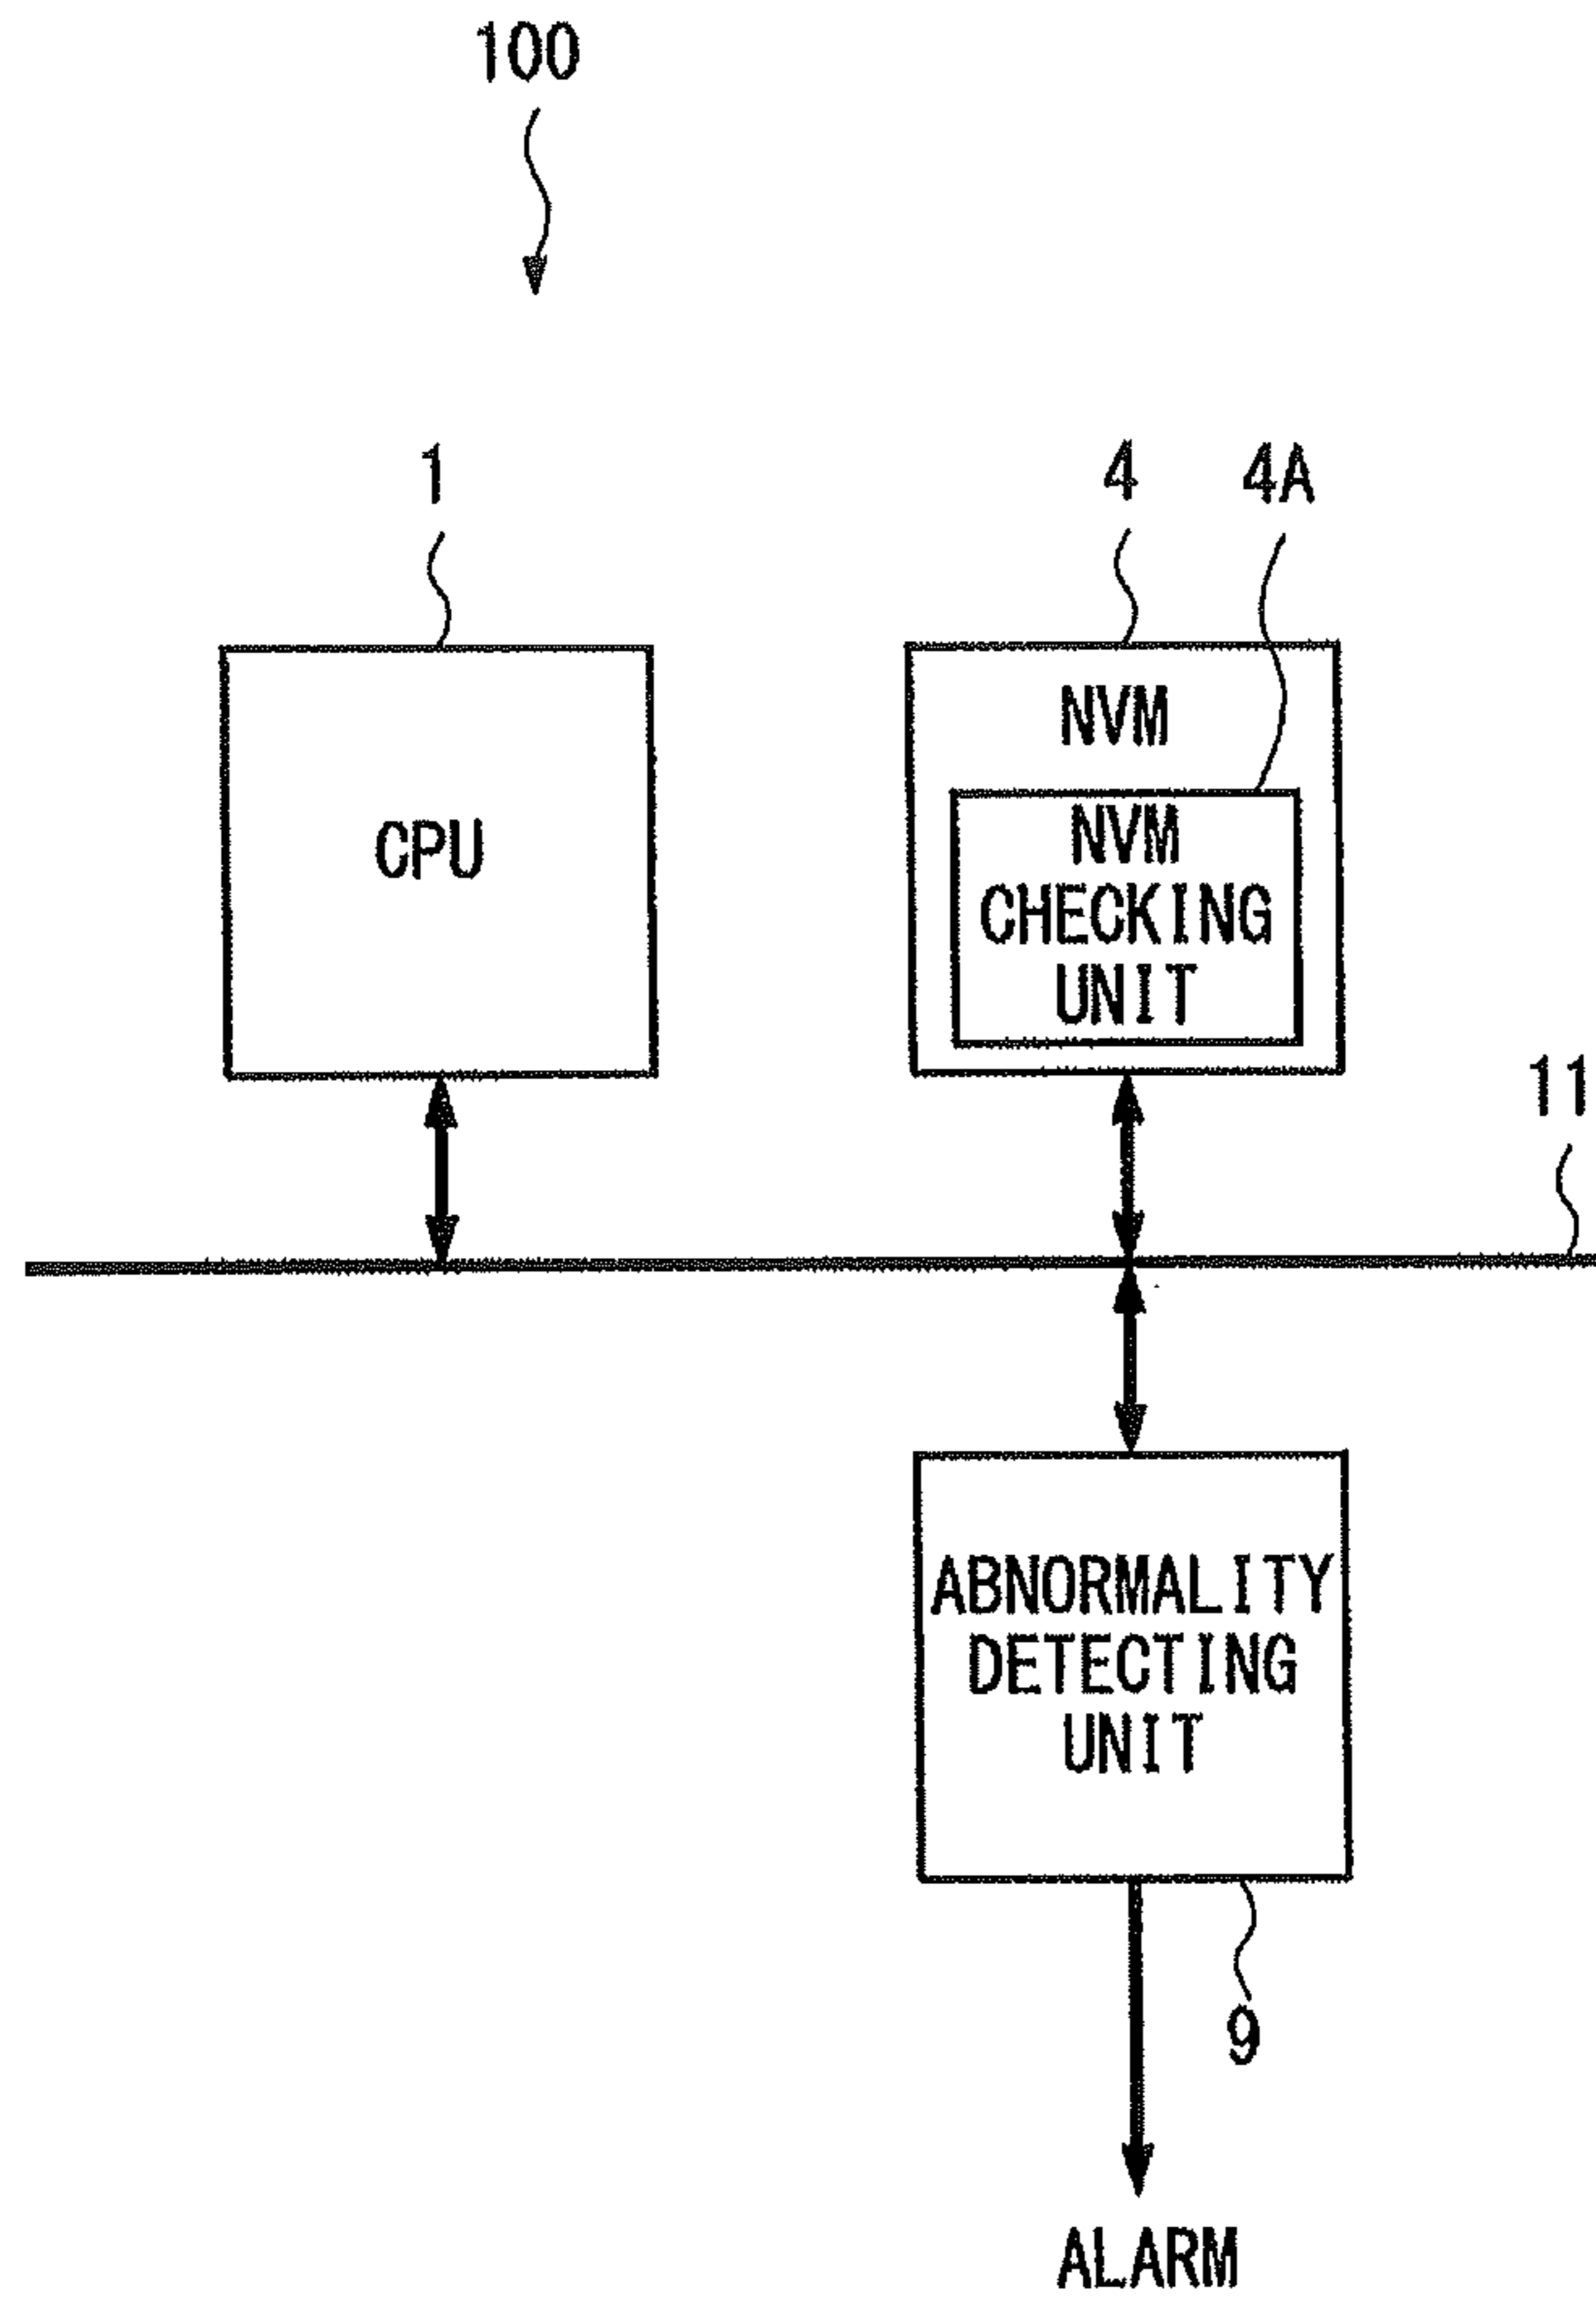 100
1
4
4A
NVM
CPU
NVM
CHECKING
UNIT
11
ABNORMALITY
DETECTING
UNIT
9
ALARM